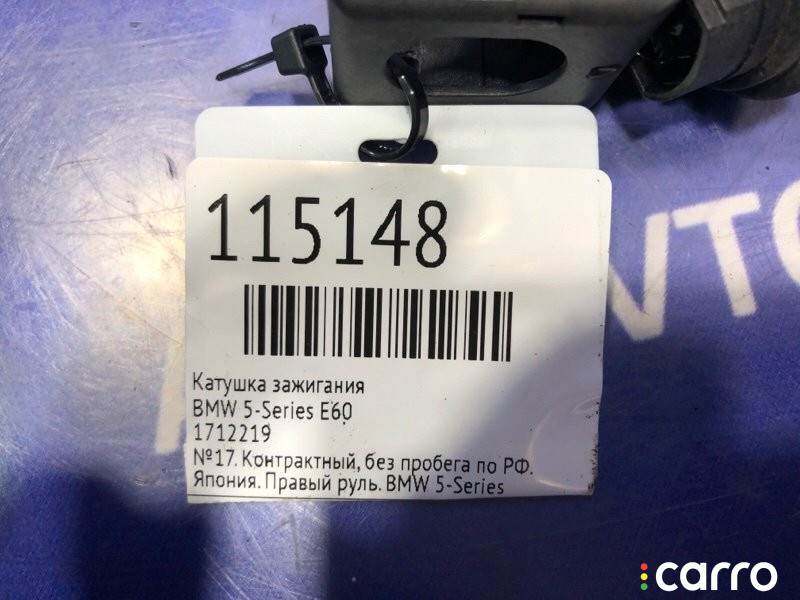 115148
Катушка зажигания
BMW 5-Series E60
1712219
№17. Контрактный, без пробега по РФ.
Япония. Правый руль. BMW 5-Series
NTO
carro